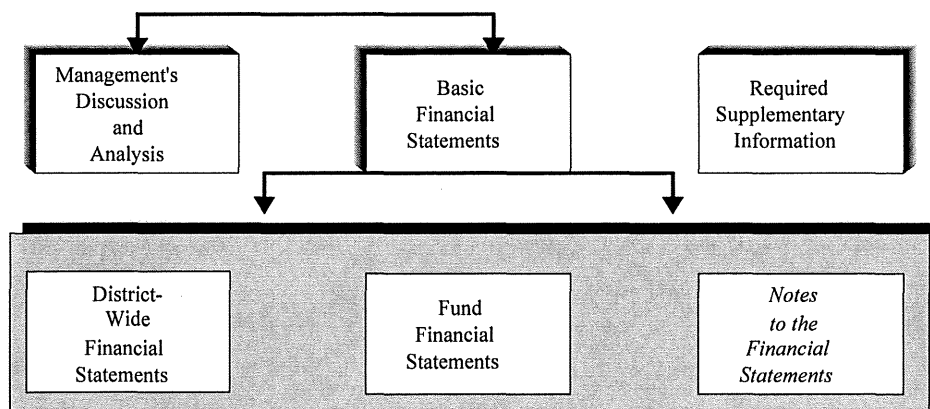 Management's
Discussion
and
Analysis
Basic
Financial
Statements
Required
Supplementary
Information
District-
Wide
Financial
Statements
Fund
Financial
Statements
Notes
to the
Financial
Statements